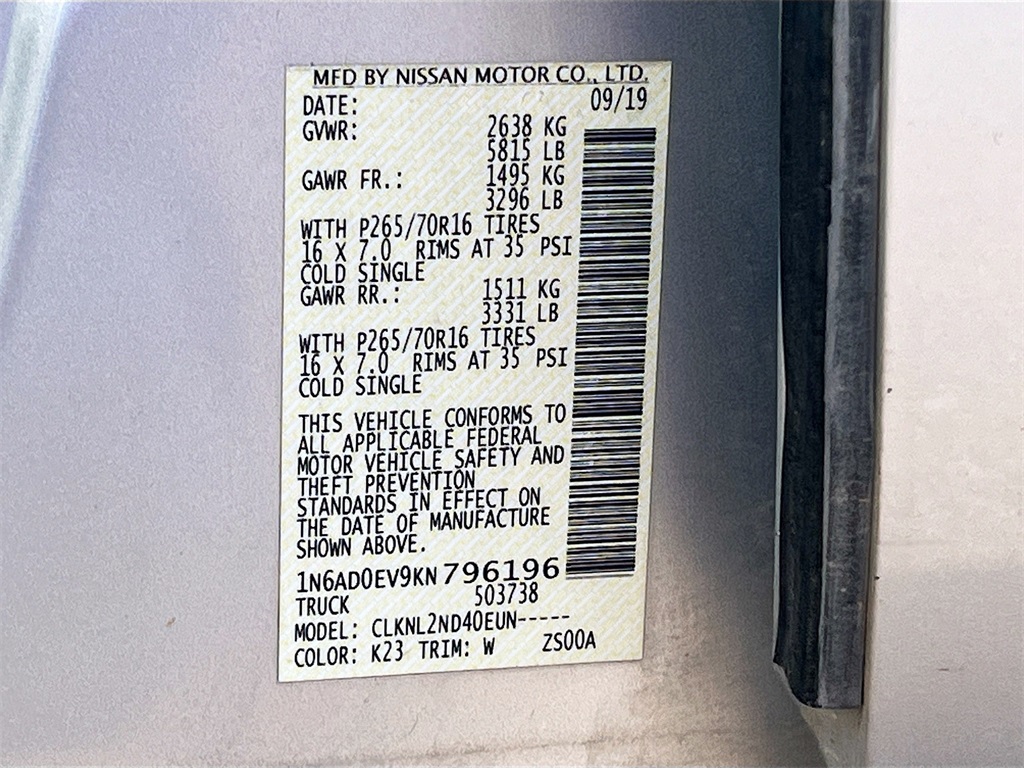 MFD BY NISSAN MOTOR CO., LTD.
DATE: 09/19
GVWR: 2638 KG
5815 LB
GAWR FR.: 1495 KG
3296 LB
WITH P265/70R16 TIRES
16 X 7.0 RIMS AT 35 PSI
COLD SINGLE
GAWR RR.: 1511 KG
3331 LB
WITH P265/70R16 TIRES
16 X 7.0 RIMS AT 35 PSI
COLD SINGLE
THIS VEHICLE CONFORMS TO
ALL APPLICABLE FEDERAL
MOTOR VEHICLE SAFETY AND
THEFT PREVENTION
STANDARDS IN EFFECT ON
THE DATE OF MANUFACTURE
SHOWN ABOVE.
1N6AD0EV9KN796196
TRUCK 503738
MODEL: CLKNL2ND40EUN-----
COLOR: K23 TRIM: W ZS00A